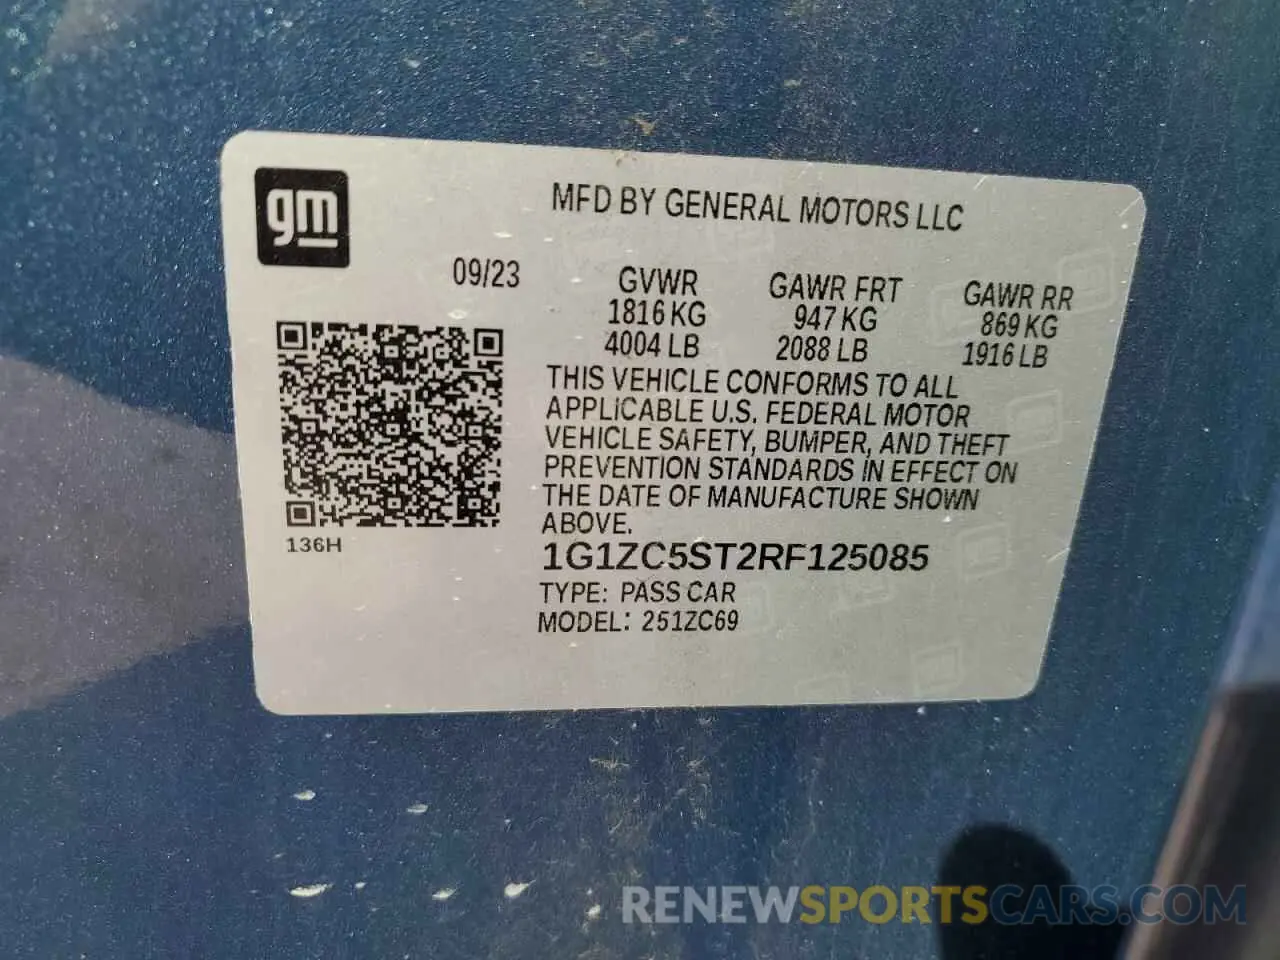 gm
MFD BY GENERAL MOTORS LLC
09/23
GVWR GAWR FRT GAWR RR
1816 KG 947 KG 869 KG
4004 LB 2088 LB 1916 LB
THIS VEHICLE CONFORMS TO ALL
APPLICABLE U.S. FEDERAL MOTOR
VEHICLE SAFETY, BUMPER, AND THEFT
PREVENTION STANDARDS IN EFFECT ON
THE DATE OF MANUFACTURE SHOWN
ABOVE.
136H
1G1ZC5ST2RF125085
TYPE: PASS CAR
MODEL: 251ZC69
RENEWSPORTSCARS.COM